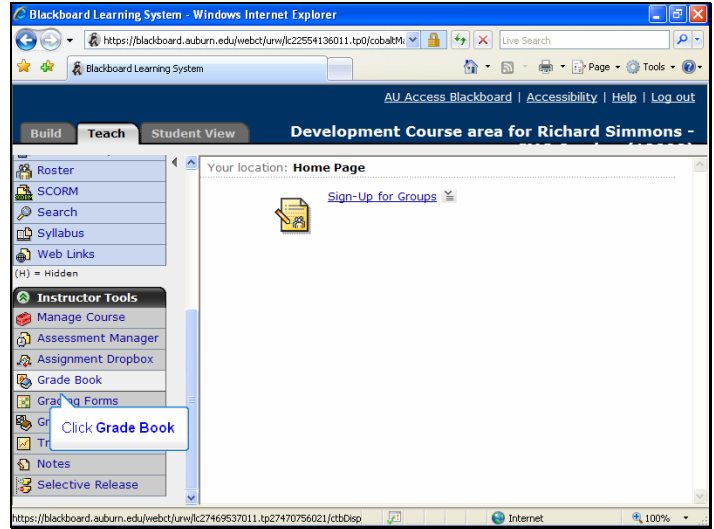 Blackboard Learning System - Windows Internet Explorer
https://blackboard.auburn.edu/webct/urw/lc22554136011.tp0/cobaltMa
Live Search
Blackboard Learning System
Page
Tools
AU Access Blackboard | Accessibility | Help | Log out
Build
Teach
Student View
Development Course area for Richard Simmons -
Roster
SCORM
Search
Syllabus
Web Links
(H) = Hidden
Instructor Tools
Manage Course
Assessment Manager
Assignment Dropbox
Grade Book
Grading Forms
Gr
Tr
Notes
Selective Release
Click Grade Book
Your location: Home Page
Sign-Up for Groups
https://blackboard.auburn.edu/webct/urw/lc27469537011.tp27470756021/ctbDisp
Internet
100%